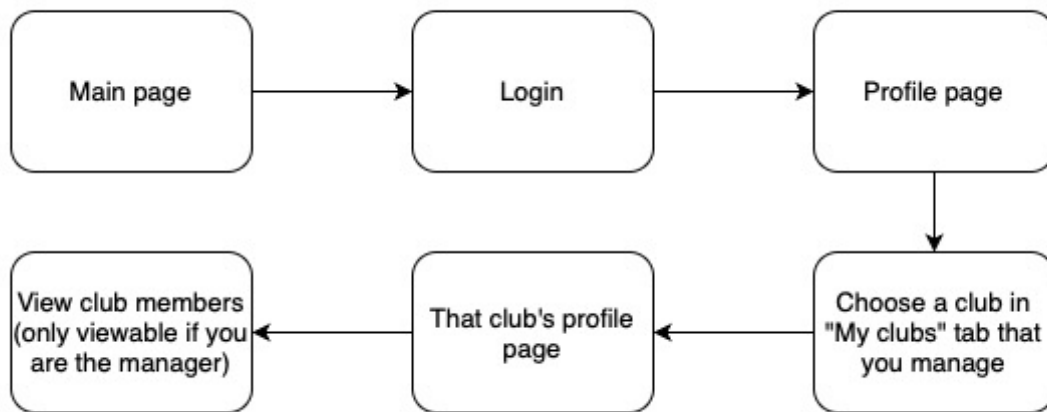 Main page
Login
Profile page
Choose a club in
"My clubs" tab that
you manage
That club's profile
page
View club members
(only viewable if you
are the manager)